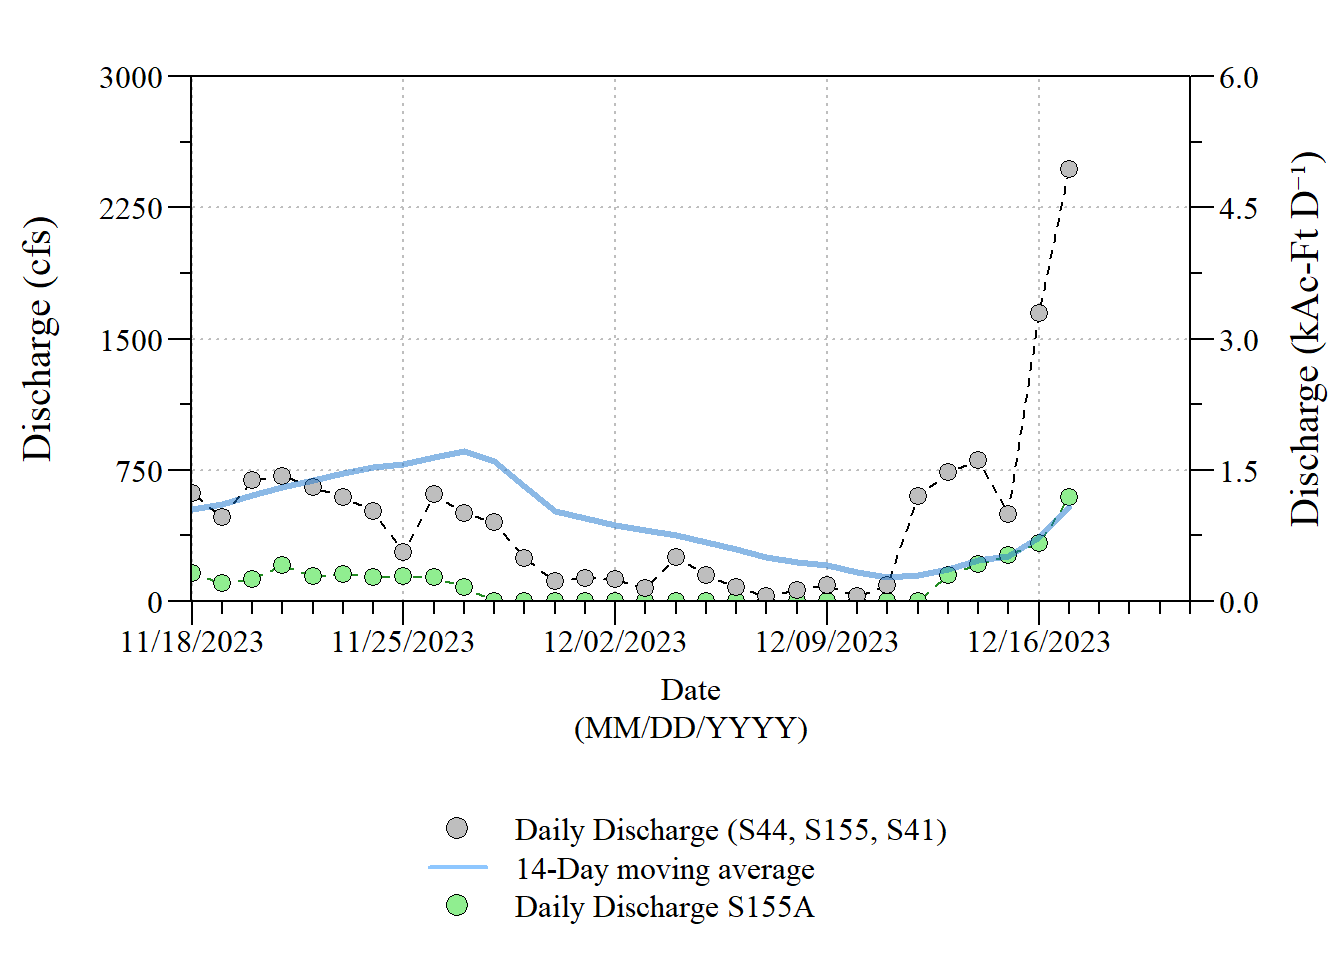 3000
2250
1500
750
0
Discharge (cfs)
6.0
4.5
3.0
1.5
0.0
Discharge (kAc-Ft D⁻¹)
11/18/2023 11/25/2023 12/02/2023 12/09/2023 12/16/2023
Date
(MM/DD/YYYY)
Daily Discharge (S44, S155, S41)
14-Day moving average
Daily Discharge S155A